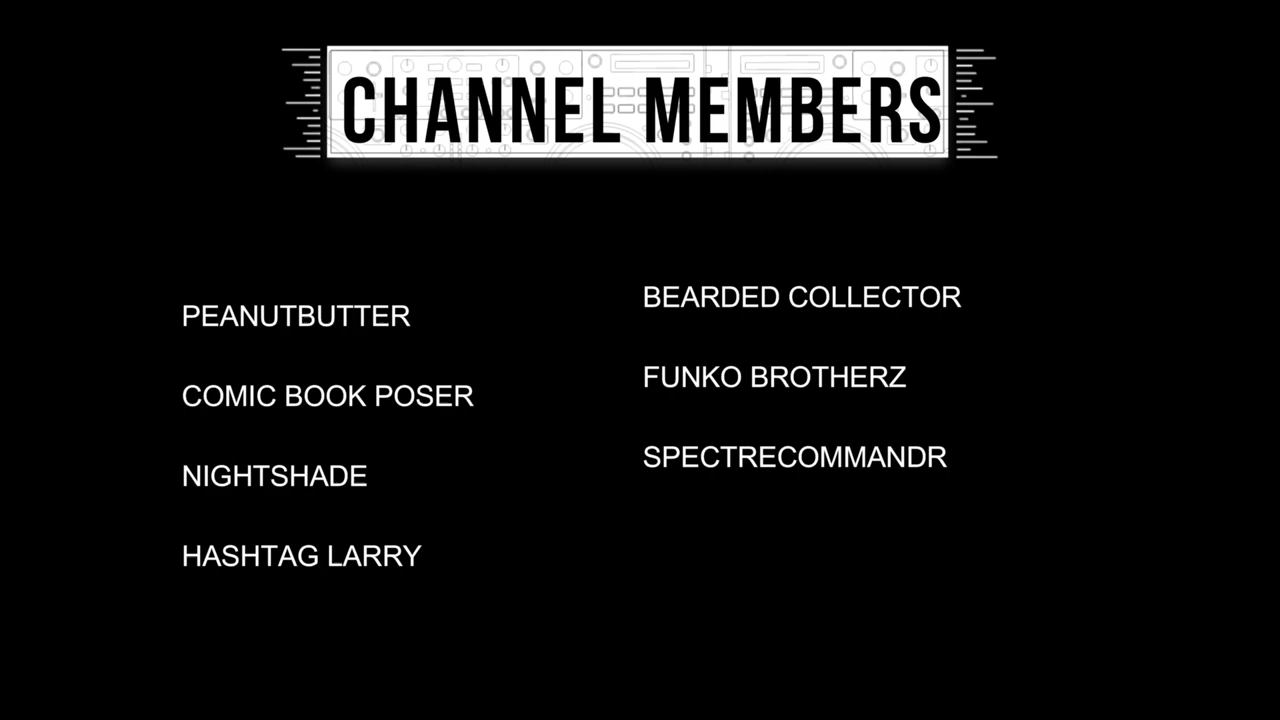 CHANNEL MEMBERS
PEANUTBUTTER
COMIC BOOK POSER
NIGHTSHADE
HASHTAG LARRY
BEARDED COLLECTOR
FUNKO BROTHERZ
SPECTRECOMMANDR